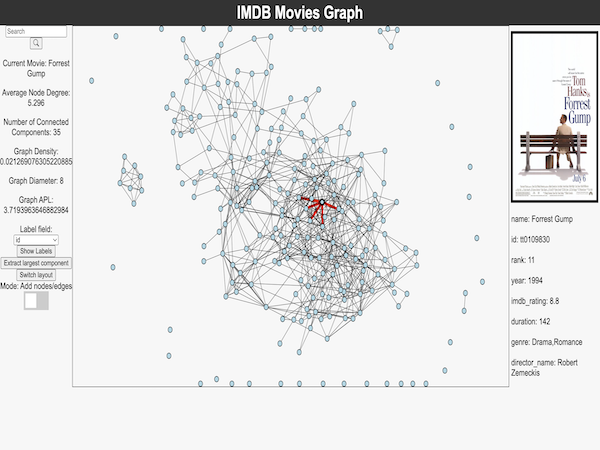 IMDB Movies Graph
Search
Current Movie: Forrest
Gump
Average Node Degree:
5.296
Number of Connected
Components: 35
Graph Density:
0.021269076305220885
Graph Diameter: 8
Graph APL:
3.7193963646882984
Label field:
id
Show Labels
Extract largest component
Switch layout
Mode: Add nodes/edges
Tom
Hanks is
Forrest
Gump
July 6
name: Forrest Gump
id: tt0109830
rank: 11
year: 1994
imdb_rating: 8.8
duration: 142
genre: Drama,Romance
director_name: Robert
Zemeckis